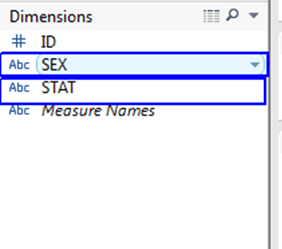 Dimensions
# ID
Abc SEX
Abc STAT
Abc Measure Names